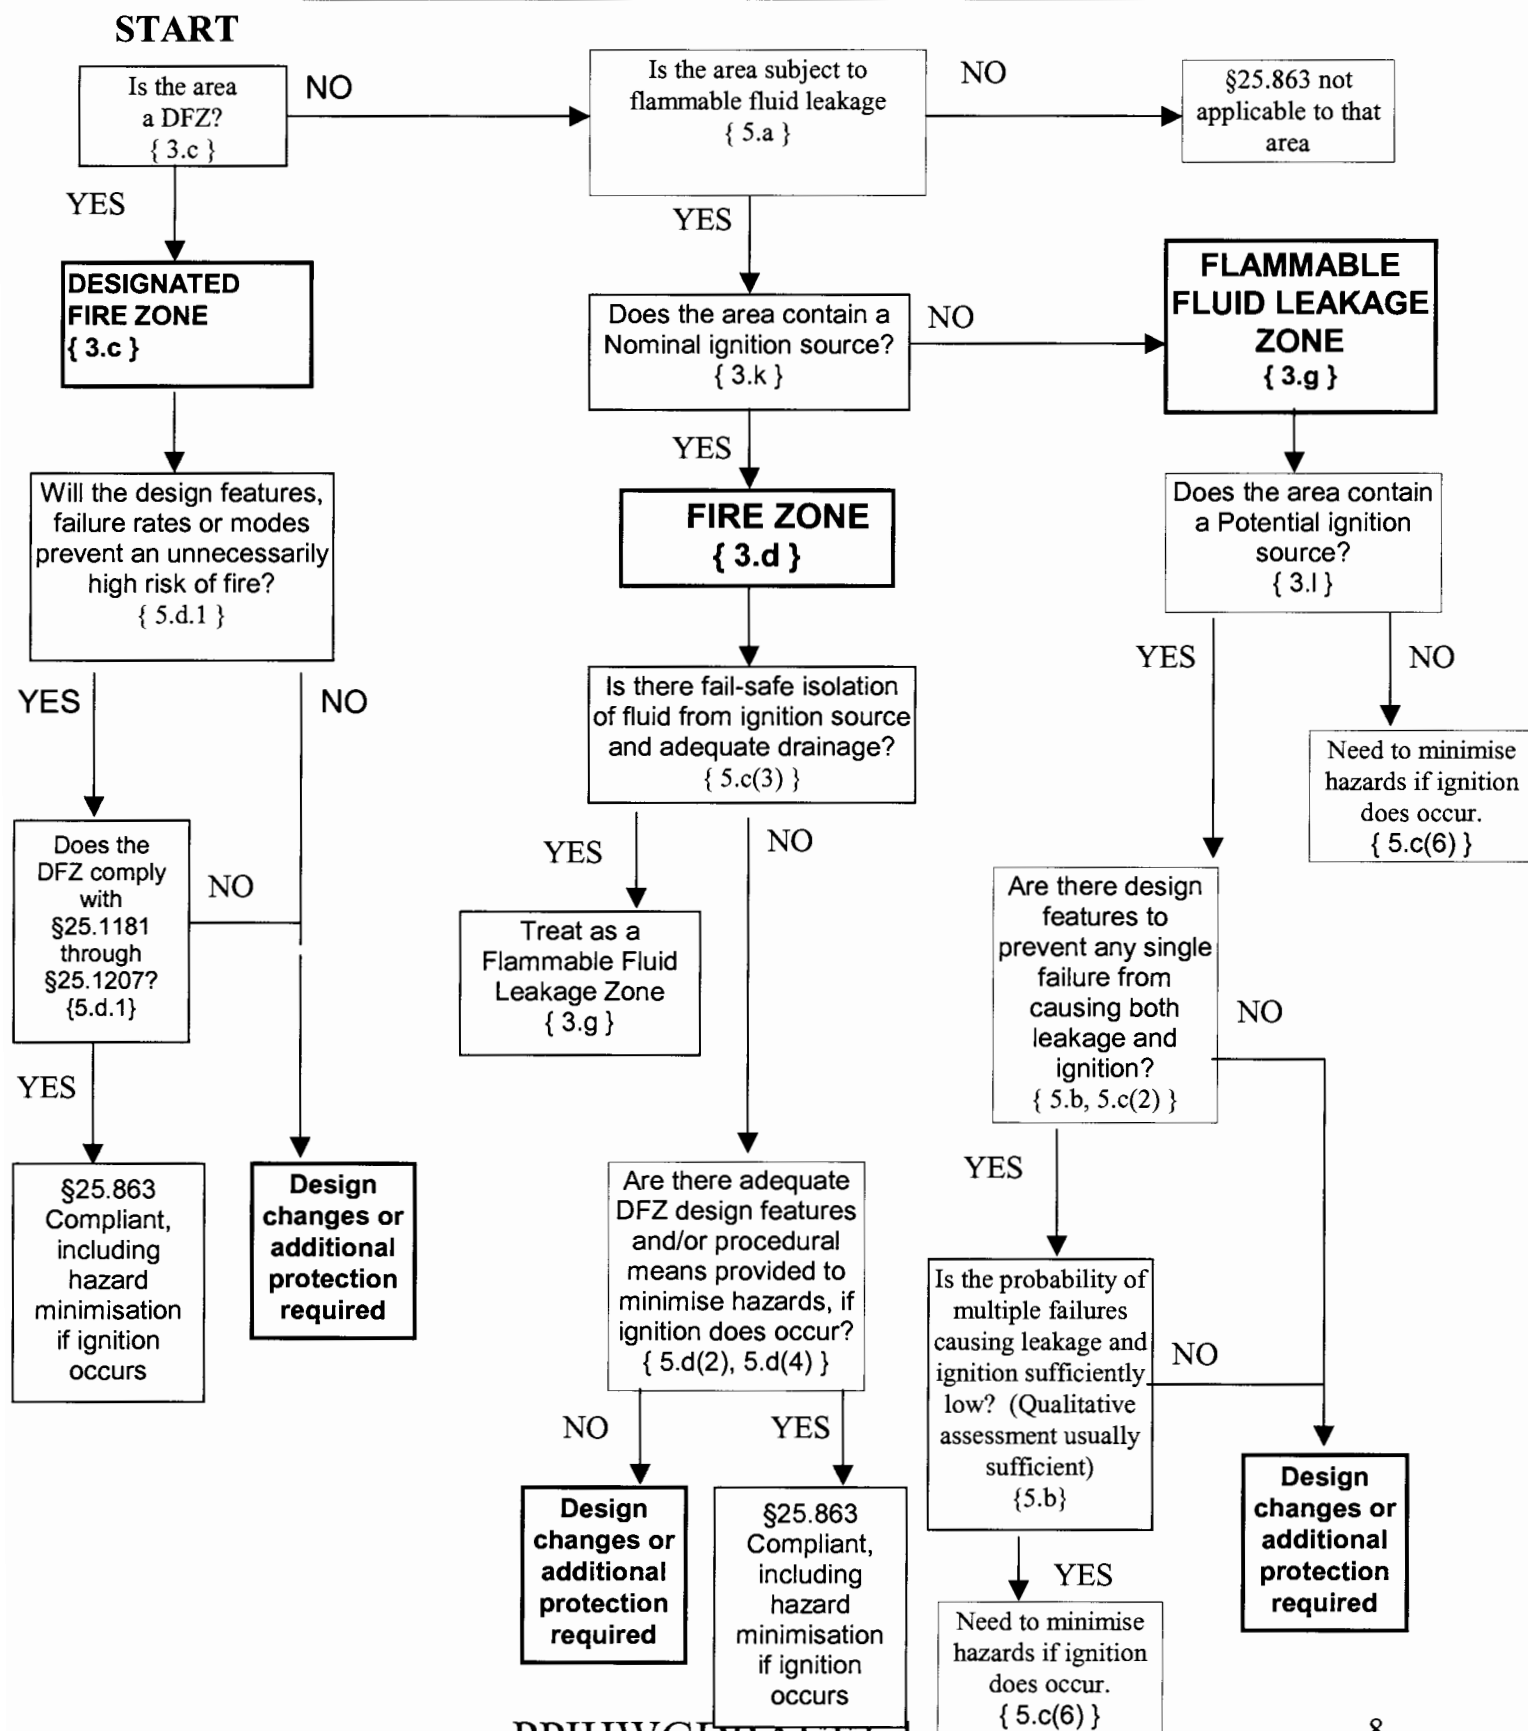 START
Is the area
a DFZ?
{ 3.c }
NO
Is the area subject to
flammable fluid leakage
{ 5.a }
NO
§25.863 not
applicable to that
area
YES
YES
DESIGNATED
FIRE ZONE
{ 3.c }
Does the area contain a
Nominal ignition source?
{ 3.k }
NO
FLAMMABLE
FLUID LEAKAGE
ZONE
{ 3.g }
YES
Will the design features,
failure rates or modes
prevent an unnecessarily
high risk of fire?
{ 5.d.1 }
FIRE ZONE
{ 3.d }
Does the area contain
a Potential ignition
source?
{ 3.l }
YES
NO
YES
NO
Is there fail-safe isolation
of fluid from ignition source
and adequate drainage?
{ 5.c(3) }
Need to minimise
hazards if ignition
does occur.
{ 5.c(6) }
Does the
DFZ comply
with
§25.1181
through
§25.1207?
{5.d.1}
NO
YES
NO
Treat as a
Flammable Fluid
Leakage Zone
{ 3.g }
Are there design
features to
prevent any single
failure from
causing both
leakage and
ignition?
{ 5.b, 5.c(2) }
NO
YES
YES
§25.863
Compliant,
including
hazard
minimisation
if ignition
occurs
Design
changes or
additional
protection
required
Are there adequate
DFZ design features
and/or procedural
means provided to
minimise hazards, if
ignition does occur?
{ 5.d(2), 5.d(4) }
Is the probability of
multiple failures
causing leakage and
ignition sufficiently
low? (Qualitative
assessment usually
sufficient)
{5.b}
NO
NO
YES
Design
changes or
additional
protection
required
§25.863
Compliant,
including
hazard
minimisation
if ignition
occurs
Design
changes or
additional
protection
required
YES
Need to minimise
hazards if ignition
does occur.
{ 5.c(6) }
8